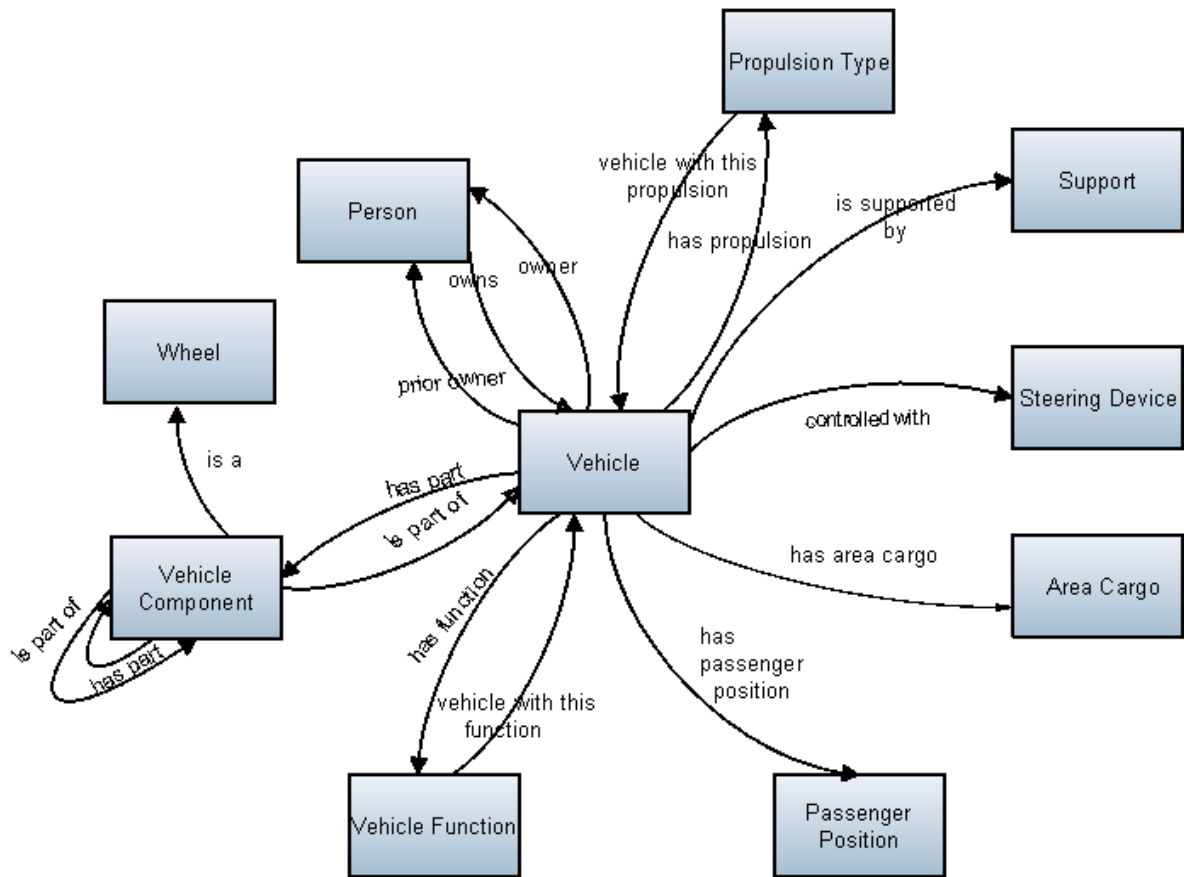 Propulsion Type
vehicle with this
propulsion
has propulsion
is supported
by
Support
Person
owns
owner
prior owner
Wheel
is a
Vehicle
controlled with
Steering Device
has part
Is part of
Vehicle
Component
Is part of
has part
has area cargo
Area Cargo
has function
vehicle with this
function
has
passenger
position
Vehicle Function
Passenger
Position